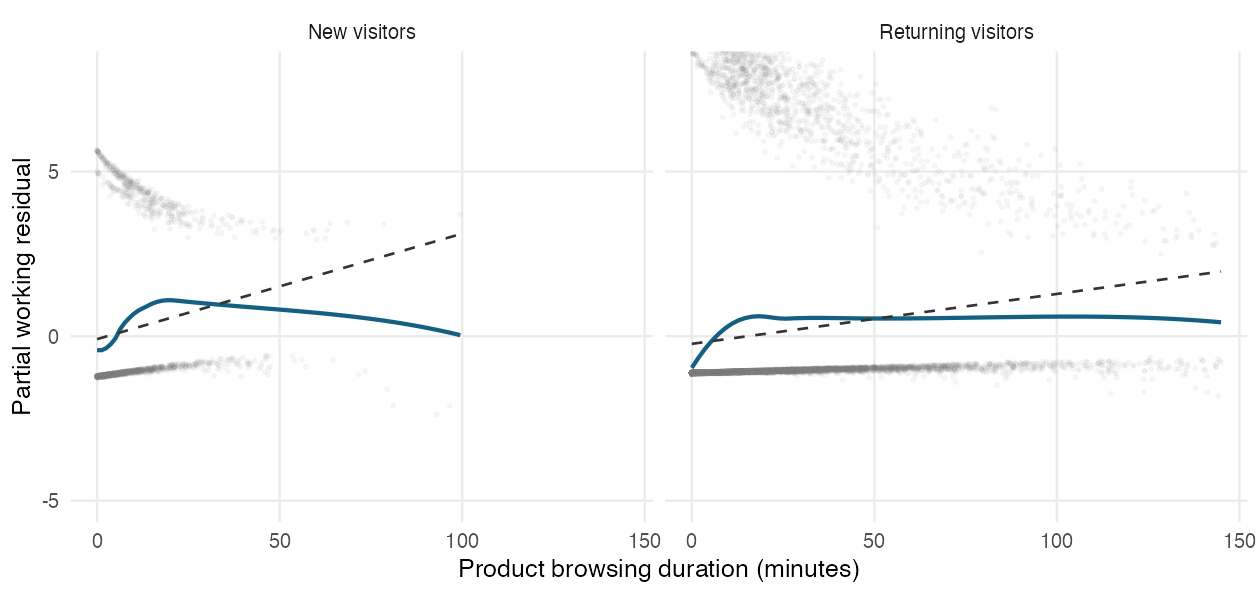 New visitors
Returning visitors
Partial working residual
5
0
-5
0
50
100
150
0
50
100
150
Product browsing duration (minutes)